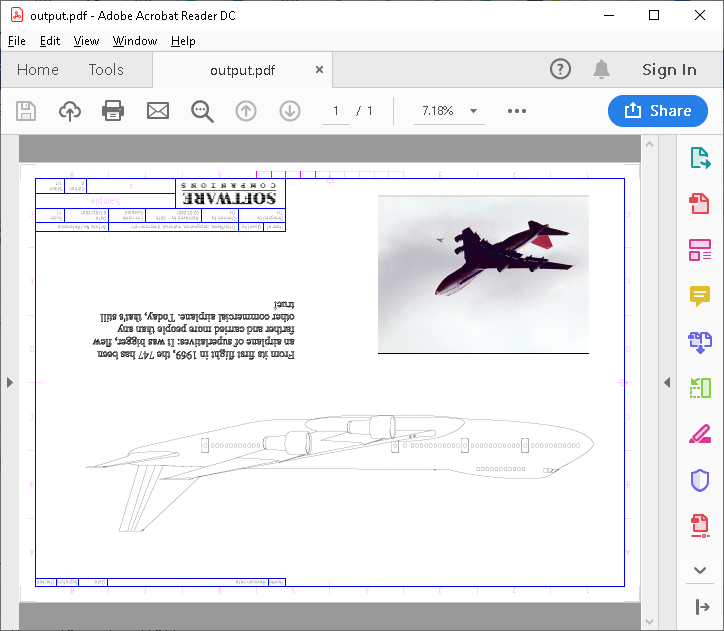 output.pdf - Adobe Acrobat Reader DC
File Edit View Window Help
Home Tools output.pdf × Sign In
1 / 1 7.18% Share
SOFTWARE
COMPANIONS
Sample
From its first flight in 1969, the 747 has been
an airplane of superlatives: It was bigger, flew
farther and carried more people than any
other commercial airplane. Today, that's still
true!